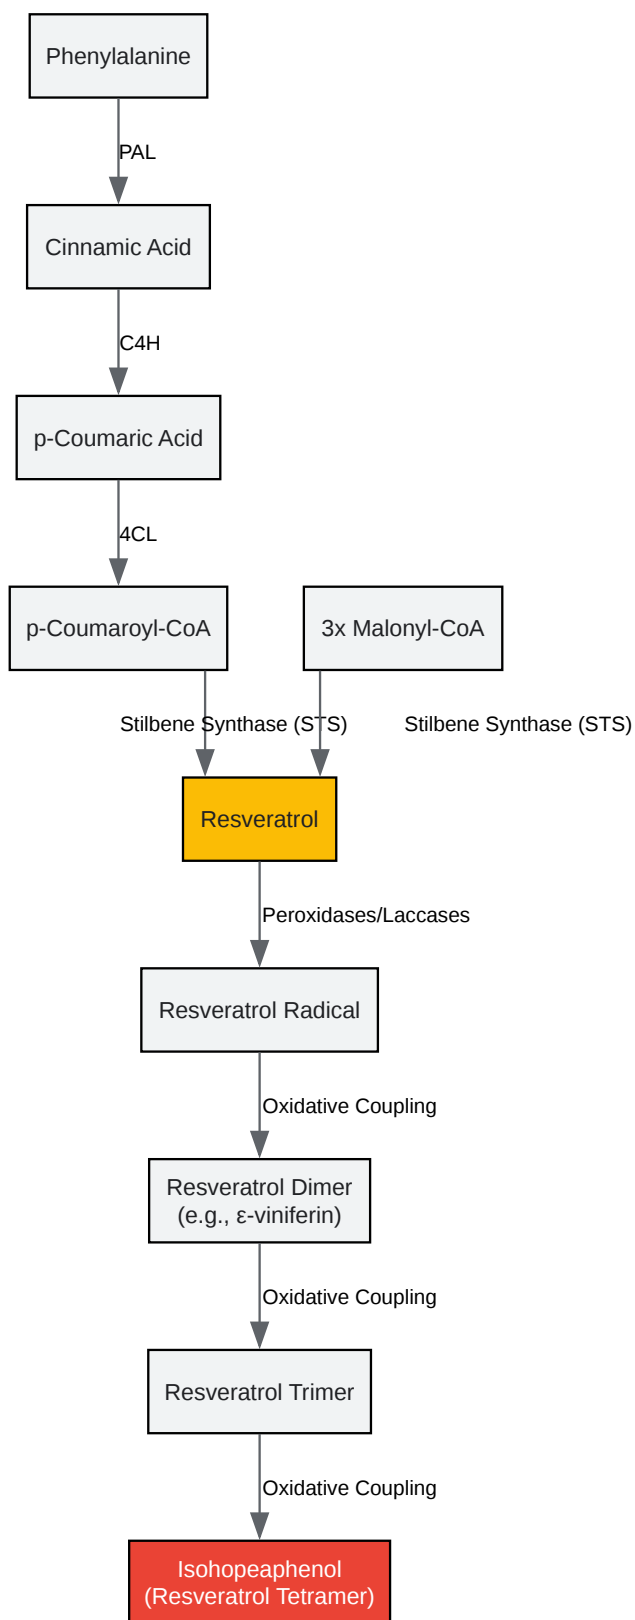 Phenylalanine
PAL
Cinnamic Acid
C4H
p-Coumaric Acid
4CL
p-Coumaroyl-CoA
3x Malonyl-CoA
Stilbene Synthase (STS)
Stilbene Synthase (STS)
Resveratrol
Peroxidases/Laccases
Resveratrol Radical
Oxidative Coupling
Resveratrol Dimer
(e.g., ε-viniferin)
Oxidative Coupling
Resveratrol Trimer
Oxidative Coupling
Isohopeaphenol
(Resveratrol Tetramer)